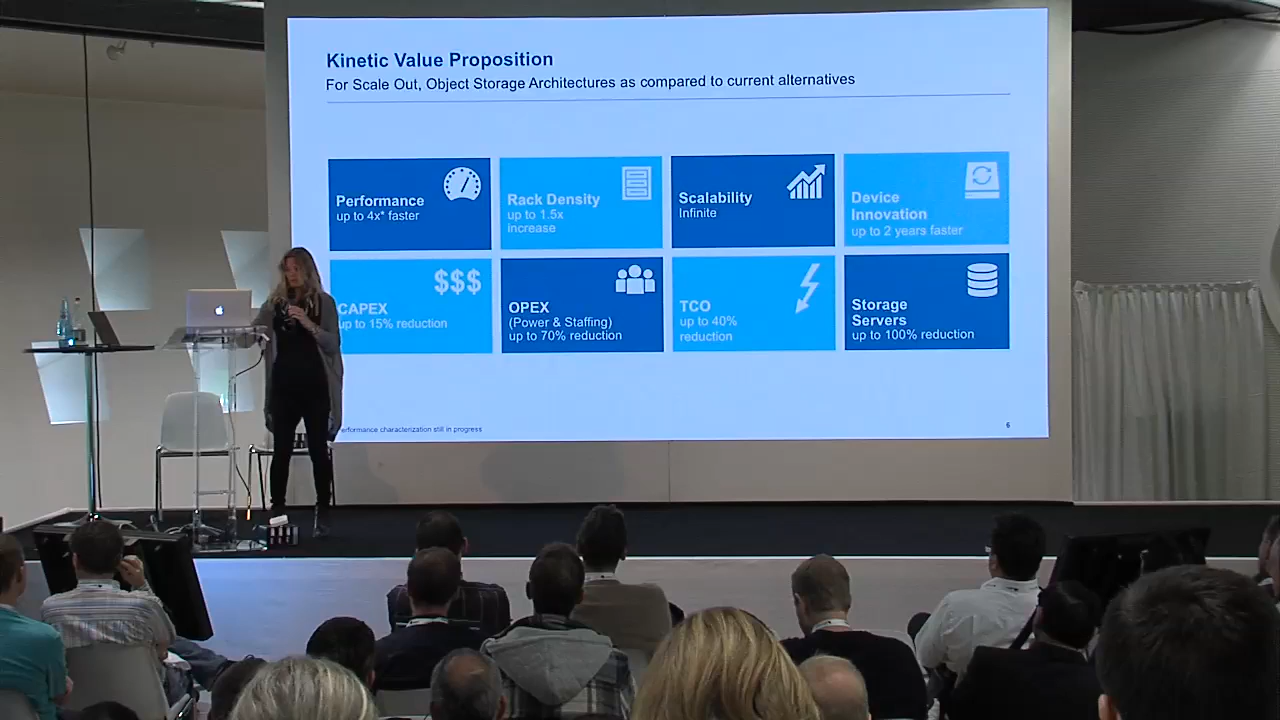 Kinetic Value Proposition
For Scale Out, Object Storage Architectures as compared to current alternatives
Performance
up to 4x* faster
Rack Density
up to 1.5x
increase
Scalability
Infinite
Device
Innovation
up to 2 years faster
$$$
CAPEX
up to 15% reduction
OPEX
(Power & Staffing)
up to 70% reduction
TCO
up to 40%
reduction
Storage
Servers
up to 100% reduction
erformance characterization still in progress
6